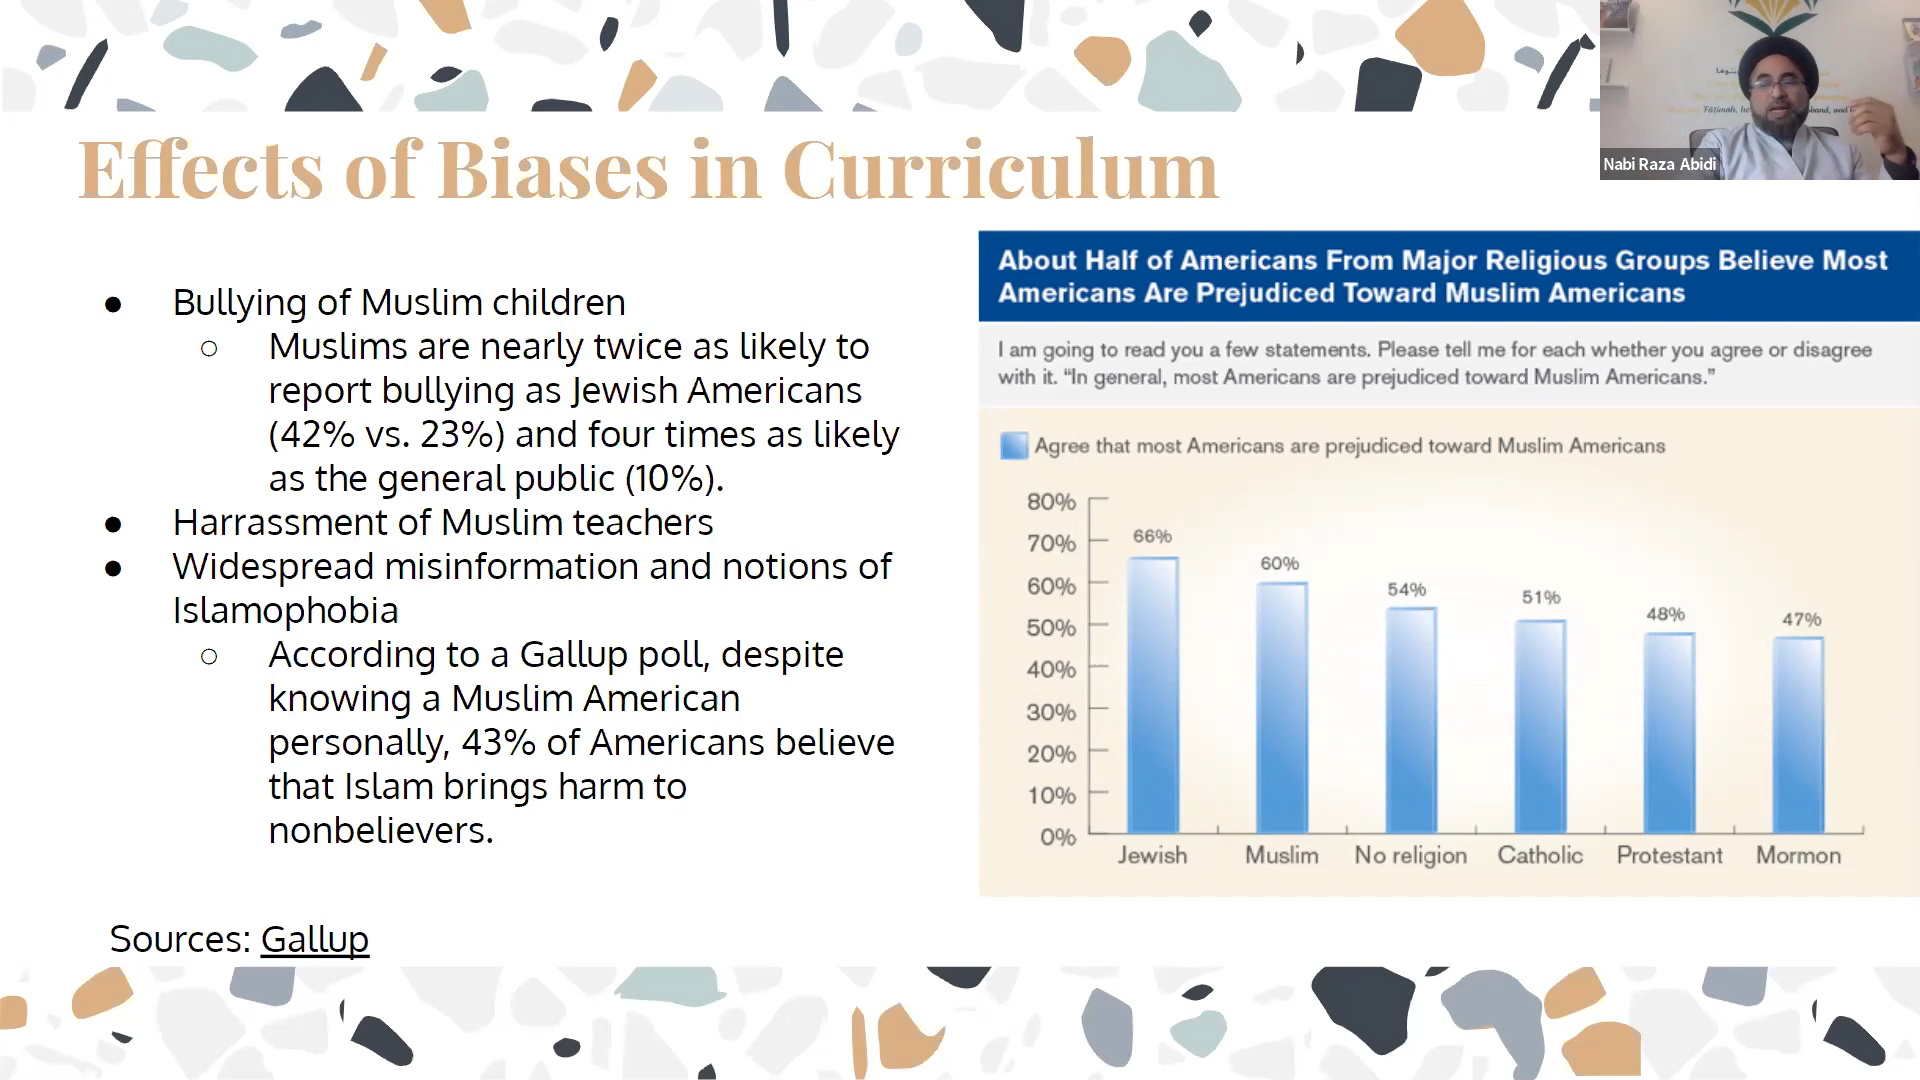 Effects of Biases in Curriculum
Nabi Raza Abidi
Fāṭimah, he
band, and
● Bullying of Muslim children
○ Muslims are nearly twice as likely to
report bullying as Jewish Americans
(42% vs. 23%) and four times as likely
as the general public (10%).
● Harrassment of Muslim teachers
● Widespread misinformation and notions of
Islamophobia
○ According to a Gallup poll, despite
knowing a Muslim American
personally, 43% of Americans believe
that Islam brings harm to
nonbelievers.
Sources: Gallup
About Half of Americans From Major Religious Groups Believe Most
Americans Are Prejudiced Toward Muslim Americans
I am going to read you a few statements. Please tell me for each whether you agree or disagree
with it. “In general, most Americans are prejudiced toward Muslim Americans.”
Agree that most Americans are prejudiced toward Muslim Americans
80%
70%
60%
50%
40%
30%
20%
10%
0%
66%
60%
54%
51%
48%
47%
Jewish
Muslim
No religion
Catholic
Protestant
Mormon